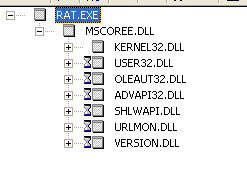 RAT.EXE
MSCOREE.DLL
KERNEL32.DLL
USER32.DLL
OLEAUT32.DLL
ADVAPI32.DLL
SHLWAPI.DLL
URLMON.DLL
VERSION.DLL